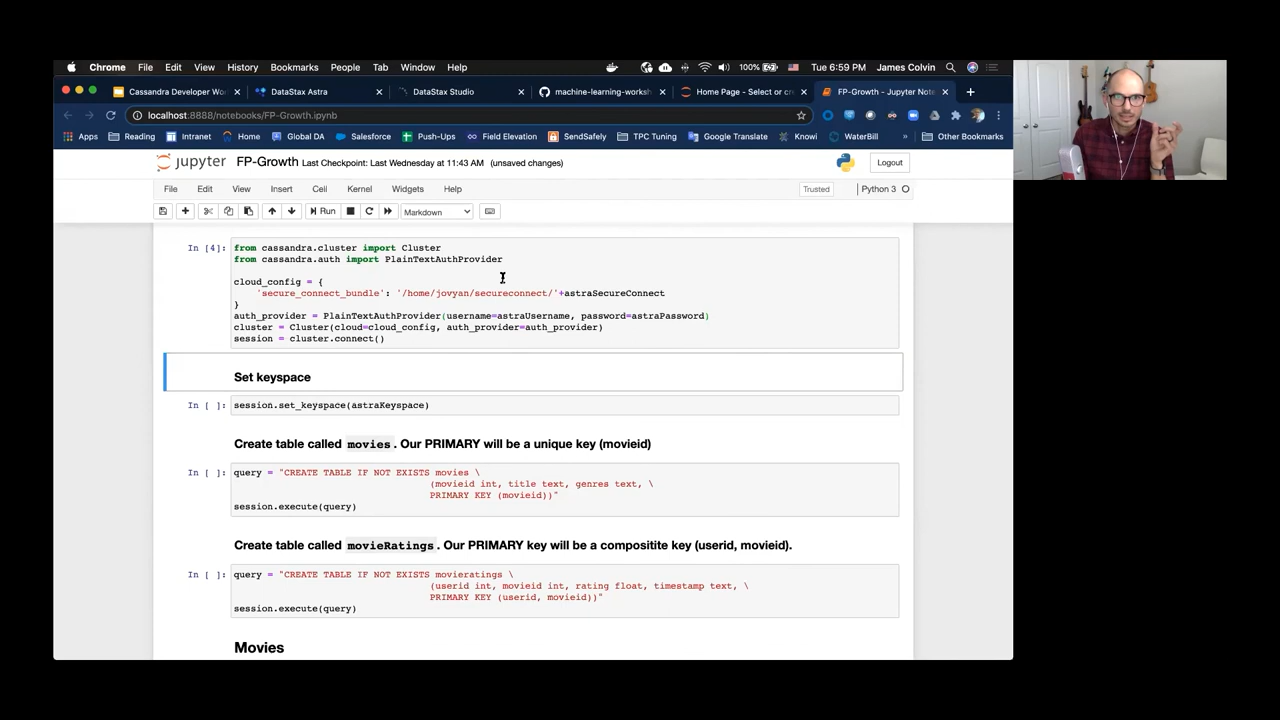 Chrome File Edit View History Bookmarks People Tab Window Help 100% Tue 6:59 PM James Colvin
Cassandra Developer Wo DataStax Astra DataStax Studio machine-learning-worksh Home Page - Select or cre FP-Growth - Jupyter Note
localhost:8888/notebooks/FP-Growth.ipynb
Apps Reading Intranet Home Global DA Salesforce Push-Ups Field Elevation SendSafely TPC Tuning Google Translate Knowi WaterBill » Other Bookmarks
jupyter FP-Growth Last Checkpoint: Last Wednesday at 11:43 AM (unsaved changes) Logout
File Edit View Insert Cell Kernel Widgets Help Trusted Python 3
Run Markdown
In [4]: from cassandra.cluster import Cluster
from cassandra.auth import PlainTextAuthProvider
cloud_config = {
'secure_connect_bundle': '/home/jovyan/secureconnect/'+astraSecureConnect
}
auth_provider = PlainTextAuthProvider(username=astraUsername, password=astraPassword)
cluster = Cluster(cloud=cloud_config, auth_provider=auth_provider)
session = cluster.connect()
Set keyspace
In [ ]: session.set_keyspace(astraKeyspace)
Create table called movies. Our PRIMARY will be a unique key (movieid)
In [ ]: query = "CREATE TABLE IF NOT EXISTS movies \
(movieid int, title text, genres text, \
PRIMARY KEY (movieid))"
session.execute(query)
Create table called movieRatings. Our PRIMARY key will be a compositite key (userid, movieid).
In [ ]: query = "CREATE TABLE IF NOT EXISTS movieratings \
(userid int, movieid int, rating float, timestamp text, \
PRIMARY KEY (userid, movieid))"
session.execute(query)
Movies